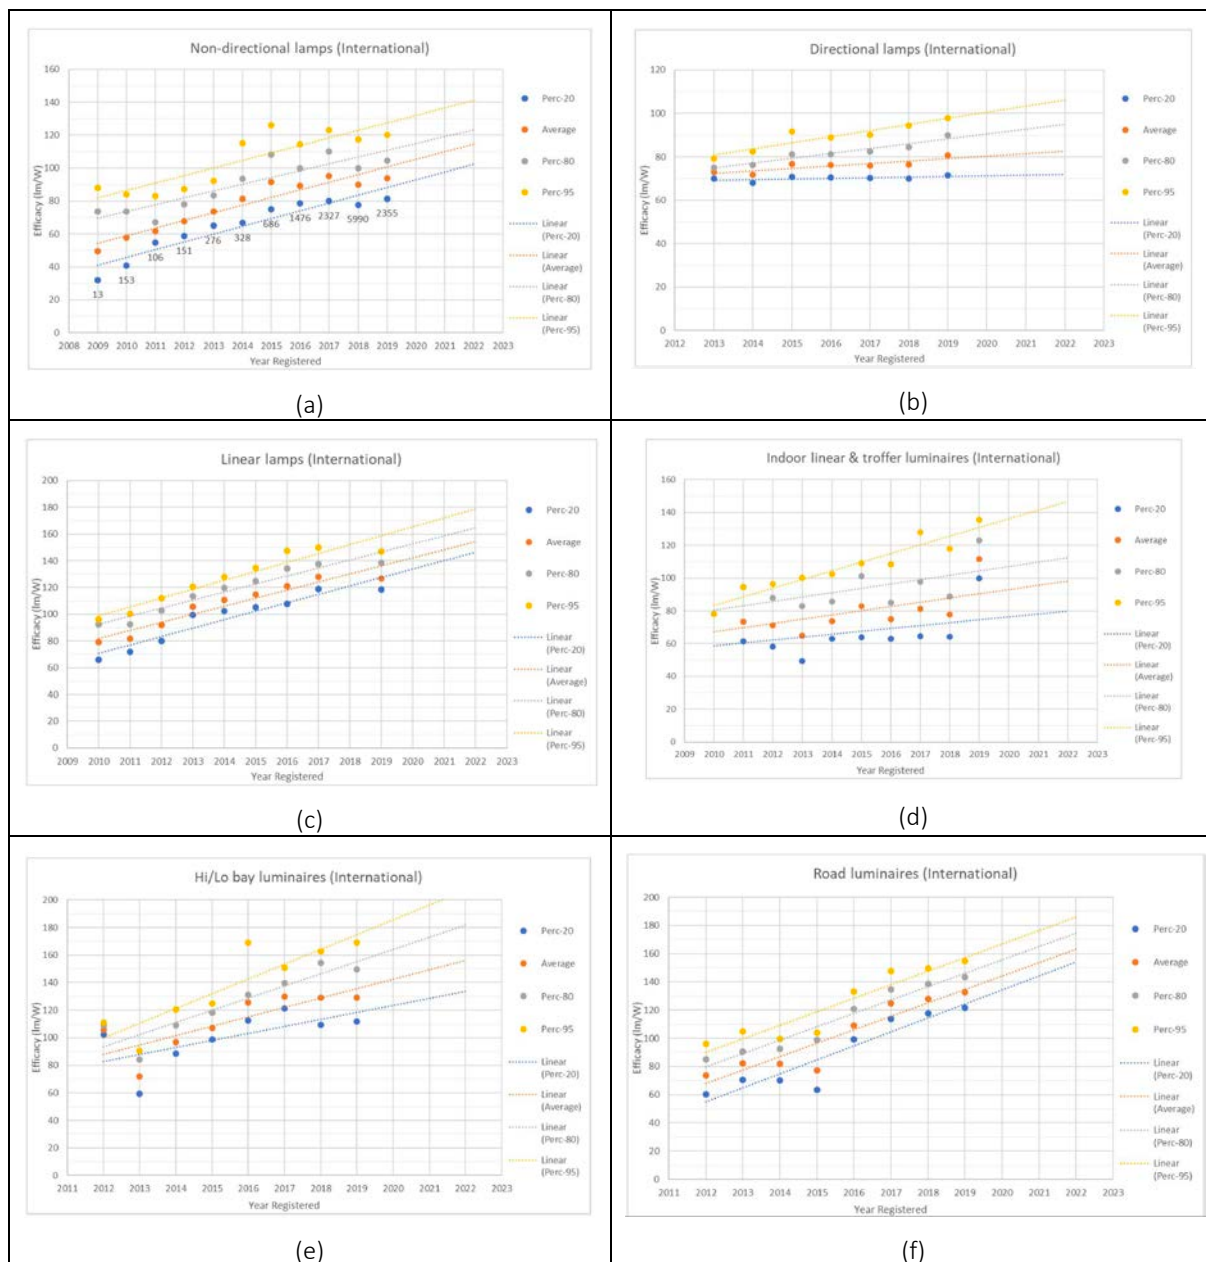 Non-directional lamps (International)
160
140
120
100
80
60
40
20
0
Efficacy (lm/W)
13
153
106
151
276
328
686
1476
2327
5990
2355
2008 2009 2010 2011 2012 2013 2014 2015 2016 2017 2018 2019 2020 2021 2022 2023
Year Registered
Perc-20
Average
Perc-80
Perc-95
Linear
(Perc-20)
Linear
(Average)
Linear
(Perc-80)
Linear
(Perc-95)
(a)
Directional lamps (International)
120
100
80
60
40
20
0
Efficacy (lm/W)
2012 2013 2014 2015 2016 2017 2018 2019 2020 2021 2022 2023
Year Registered
Perc-20
Average
Perc-80
Perc-95
Linear
(Perc-20)
Linear
(Average)
Linear
(Perc-80)
Linear
(Perc-95)
(b)
Linear lamps (International)
200
180
160
140
120
100
80
60
40
20
0
Efficacy (lm/W)
2009 2010 2011 2012 2013 2014 2015 2016 2017 2018 2019 2020 2021 2022 2023
Year Registered
Perc-20
Average
Perc-80
Perc-95
Linear
(Perc-20)
Linear
(Average)
Linear
(Perc-80)
Linear
(Perc-95)
(c)
Indoor linear & troffer luminaires (International)
160
140
120
100
80
60
40
20
0
Efficacy (lm/W)
2009 2010 2011 2012 2013 2014 2015 2016 2017 2018 2019 2020 2021 2022 2023
Year Registered
Perc-20
Average
Perc-80
Perc-95
Linear
(Perc-20)
Linear
(Average)
Linear
(Perc-80)
Linear
(Perc-95)
(d)
Hi/Lo bay luminaires (International)
200
180
160
140
120
100
80
60
40
20
0
Efficacy (lm/W)
2011 2012 2013 2014 2015 2016 2017 2018 2019 2020 2021 2022 2023
Year Registered
Perc-20
Average
Perc-80
Perc-95
Linear
(Perc-20)
Linear
(Average)
Linear
(Perc-80)
Linear
(Perc-95)
(e)
Road luminaires (International)
200
180
160
140
120
100
80
60
40
20
0
Efficacy (lm/W)
2011 2012 2013 2014 2015 2016 2017 2018 2019 2020 2021 2022 2023
Year Registered
Perc-20
Average
Perc-80
Perc-95
Linear
(Perc-20)
Linear
(Average)
Linear
(Perc-80)
Linear
(Perc-95)
(f)